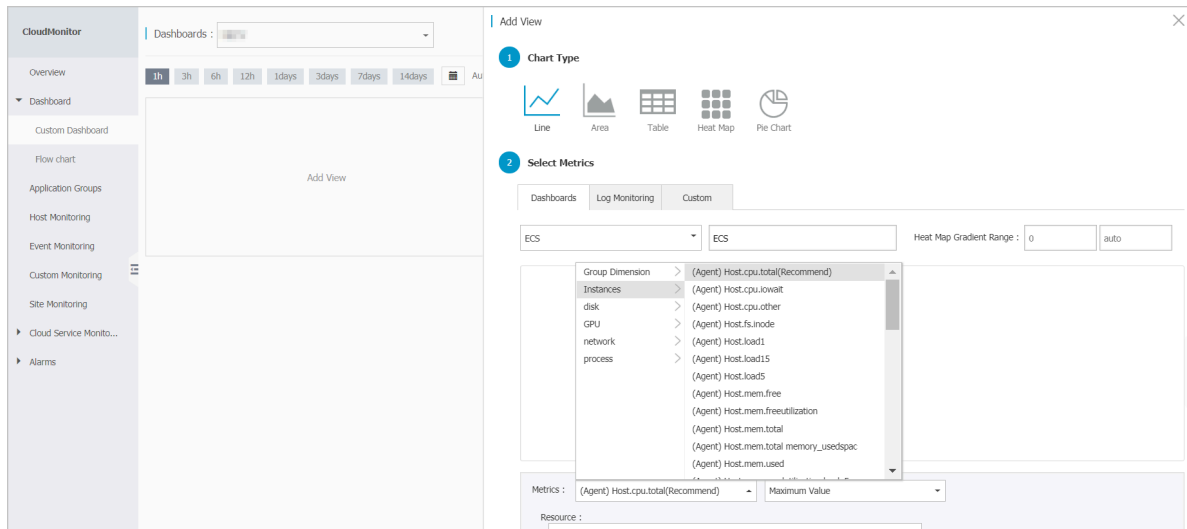 CloudMonitor
Overview
Dashboard
Custom Dashboard
Flow chart
Application Groups
Host Monitoring
Event Monitoring
Custom Monitoring
Site Monitoring
Cloud Service Monito...
Alarms
Dashboards :
1h 3h 6h 12h 1days 3days 7days 14days Au
Add View
Add View
1 Chart Type
Line Area Table Heat Map Pie Chart
2 Select Metrics
Dashboards Log Monitoring Custom
ECS ECS Heat Map Gradient Range : 0 auto
Group Dimension
Instances
disk
GPU
network
process
(Agent) Host.cpu.total(Recommend)
(Agent) Host.cpu.iowait
(Agent) Host.cpu.other
(Agent) Host.fs.inode
(Agent) Host.load1
(Agent) Host.load15
(Agent) Host.load5
(Agent) Host.mem.free
(Agent) Host.mem.freeutilization
(Agent) Host.mem.total
(Agent) Host.mem.total memory_usedspac
(Agent) Host.mem.used
Metrics : (Agent) Host.cpu.total(Recommend) Maximum Value
Resource :